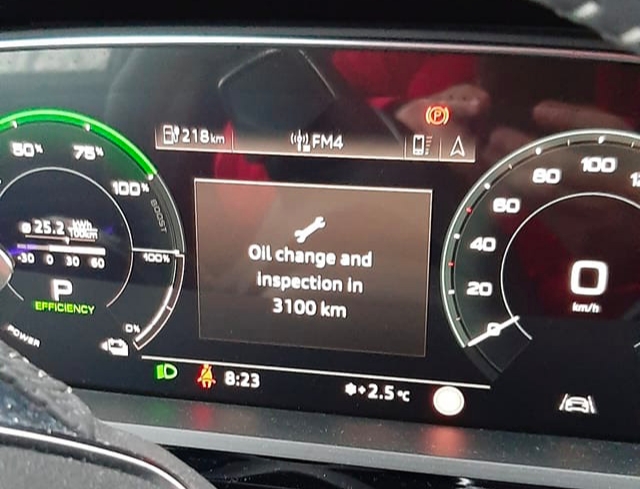 218 km
FM4
P
50%
75%
100%
BOOST
25.2 kWh
100km
-30 0 30 60
100%
P
EFFICIENCY
0%
POWER
Oil change and
inspection in
3100 km
0
20
40
60
80
100
0
km/h
8:23
+2.5°C